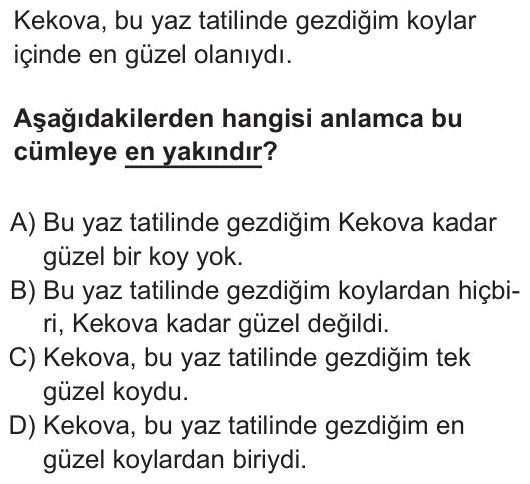 Kekova, bu yaz tatilinde gezdiğim koylar
içinde en güzel olanıydı.
Aşağıdakilerden hangisi anlamca bu
cümleye en yakındır?
A) Bu yaz tatilinde gezdiğim Kekova kadar
güzel bir koy yok.
B) Bu yaz tatilinde gezdiğim koylardan hiçbi-
ri, Kekova kadar güzel değildi.
C) Kekova, bu yaz tatilinde gezdiğim tek
güzel koydu.
D) Kekova, bu yaz tatilinde gezdiğim en
güzel koylardan biriydi.